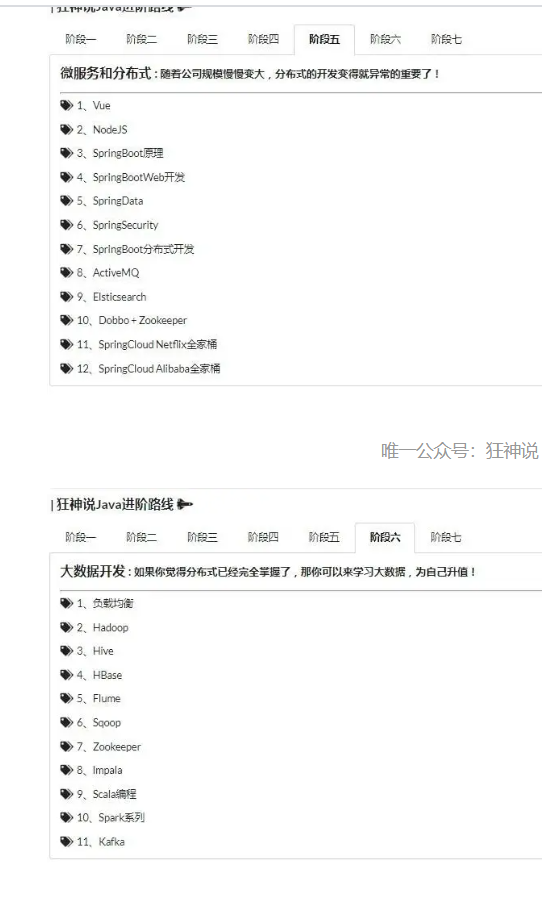 | 狂神说Java进阶路线
阶段一 阶段二 阶段三 阶段四 阶段五 阶段六 阶段七
微服务和分布式 : 随着公司规模慢慢变大，分布式的开发变得就异常的重要了！
1、Vue
2、NodeJS
3、SpringBoot原理
4、SpringBootWeb开发
5、SpringData
6、SpringSecurity
7、SpringBoot分布式开发
8、ActiveMQ
9、Elsticsearch
10、Dobbo + Zookeeper
11、SpringCloud Netflix全家桶
12、SpringCloud Alibaba全家桶
唯一公众号：狂神说
| 狂神说Java进阶路线
阶段一 阶段二 阶段三 阶段四 阶段五 阶段六 阶段七
大数据开发 : 如果你觉得分布式已经完全掌握了，那你可以来学习大数据，为自己升值！
1、负载均衡
2、Hadoop
3、Hive
4、HBase
5、Flume
6、Sqoop
7、Zookeeper
8、Impala
9、Scala编程
10、Spark系列
11、Kafka